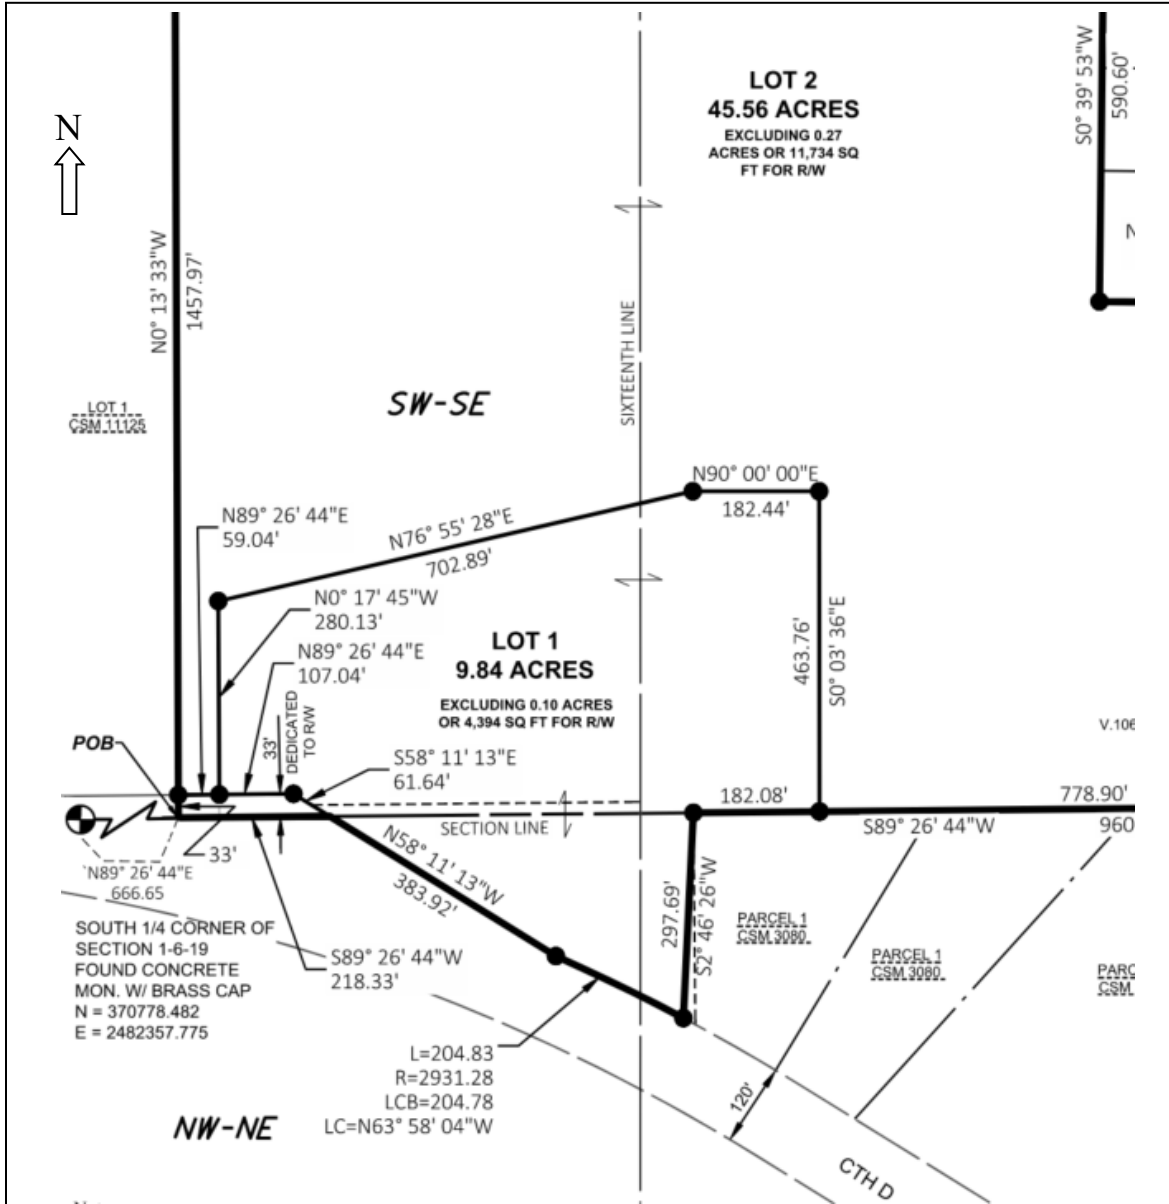 LOT 2
45.56 ACRES
EXCLUDING 0.27
ACRES OR 11,734 SQ
FT FOR R/W
S0° 39' 53"W
590.60'
N
N0° 13' 33"W
1457.97'
N
SIXTEENTH LINE
SW-SE
LOT 1
CSM 11125
N90° 00' 00"E
182.44'
N89° 26' 44"E
59.04'
N76° 55' 28"E
702.89'
N0° 17' 45"W
280.13'
LOT 1
9.84 ACRES
EXCLUDING 0.10 ACRES
OR 4,394 SQ FT FOR R/W
N89° 26' 44"E
107.04'
463.76'
S0° 03' 36"E
33'
DEDICATED
TO R/W
V.106
POB
S58° 11' 13"E
61.64'
182.08'
778.90'
SECTION LINE
S89° 26' 44"W
960
33'
N89° 26' 44"E
666.65
N58° 11' 13"W
383.92'
297.69'
S2° 46' 26"W
PARCEL 1
CSM 3080
PARCEL 1
CSM 3080
PARC
CSM
SOUTH 1/4 CORNER OF
SECTION 1-6-19
FOUND CONCRETE
MON. W/ BRASS CAP
N = 370778.482
E = 2482357.775
S89° 26' 44"W
218.33'
L=204.83
R=2931.28
LCB=204.78
LC=N63° 58' 04"W
120'
NW-NE
CTH D